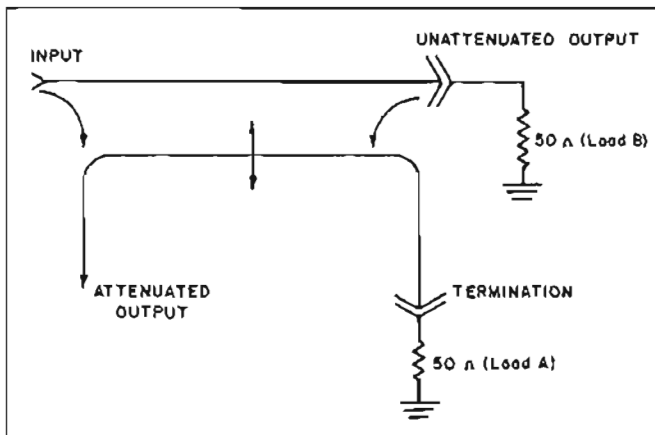 UNATTENUATED OUTPUT
INPUT
50 Ω (Load B)
ATTENUATED
OUTPUT
TERMINATION
50 Ω (Load A)